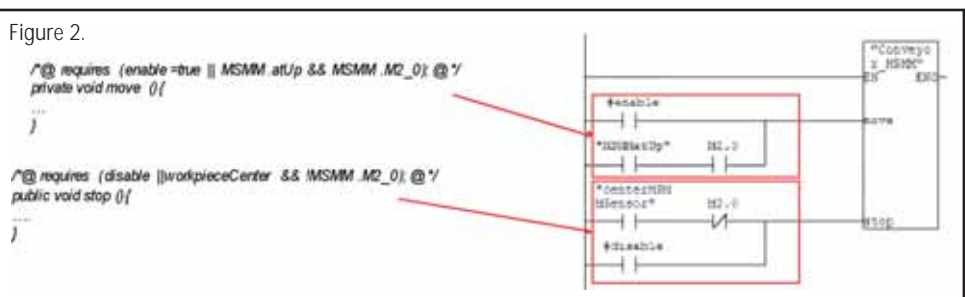 Figure 2.
/*@ requires (enable =true || MSMM .atUp && MSMM .M2_0); @*/
private void move (){
...
}
/*@ requires (disable ||workpieceCenter && !MSMM .M2_0); @*/
public void stop (){
....
}
"Conveyo
r_MSMM"
EN ENO
#enable
move
M2.0
"centerMSM
MSensor" M2.0
stop
#disable